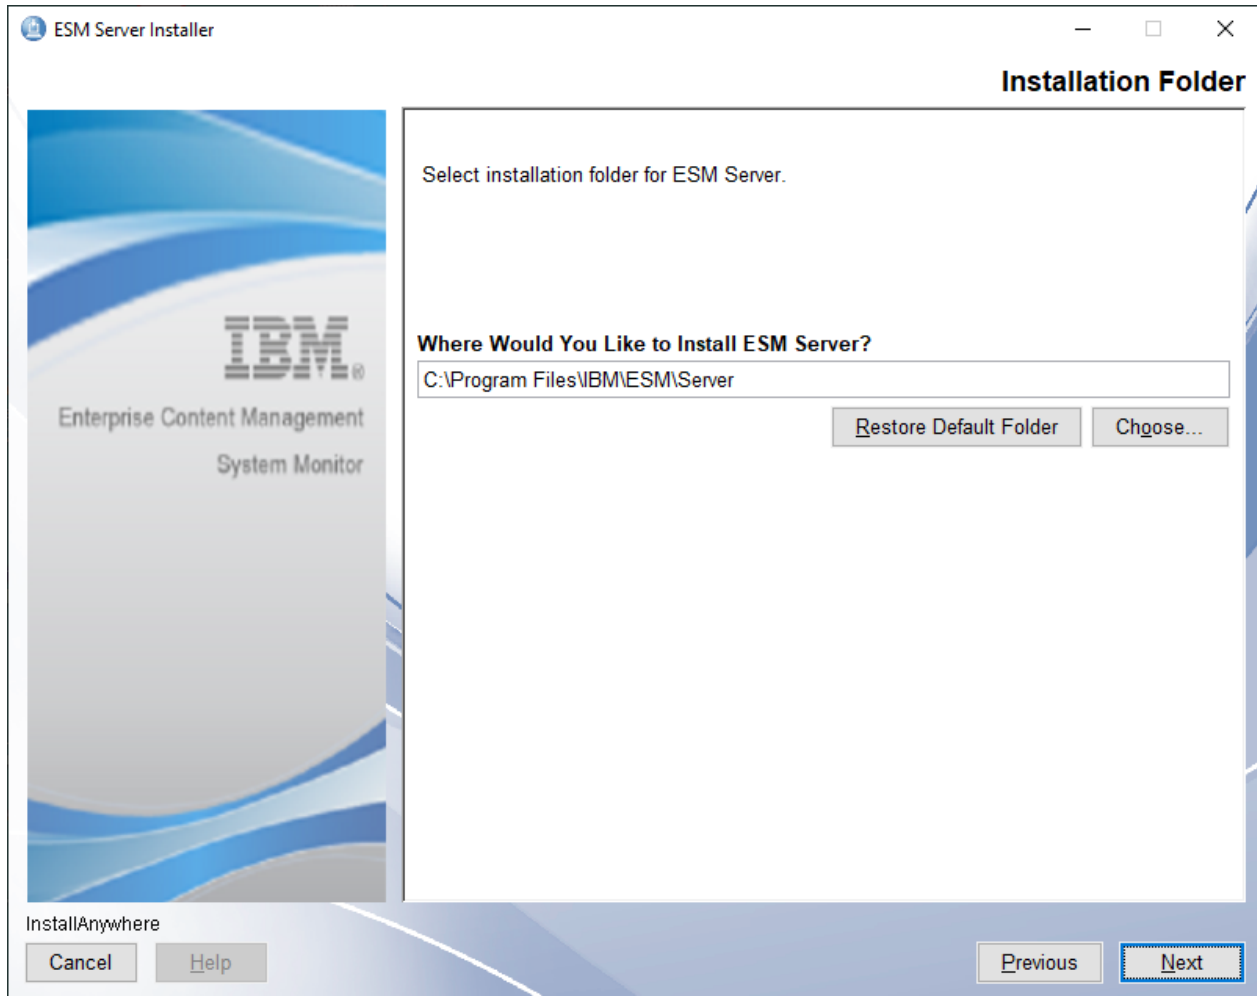 ESM Server Installer
Installation Folder
Select installation folder for ESM Server.
IBM®
Enterprise Content Management
System Monitor
Where Would You Like to Install ESM Server?
C:\Program Files\IBM\ESM\Server
Restore Default Folder
Choose...
InstallAnywhere
Cancel
Help
Previous
Next